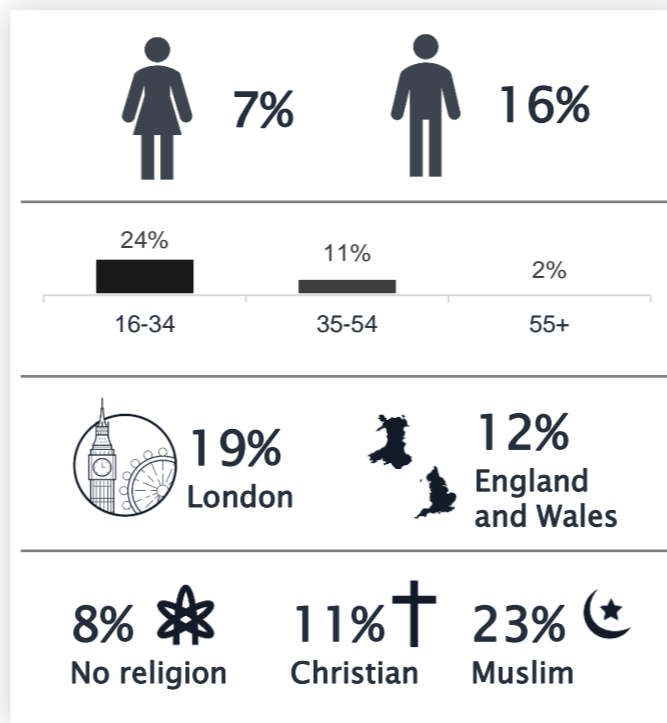 7%
16%
24%
11%
2%
16-34
35-54
55+
19%
London
12%
England
and Wales
8%
11%
23%
No religion
Christian
Muslim